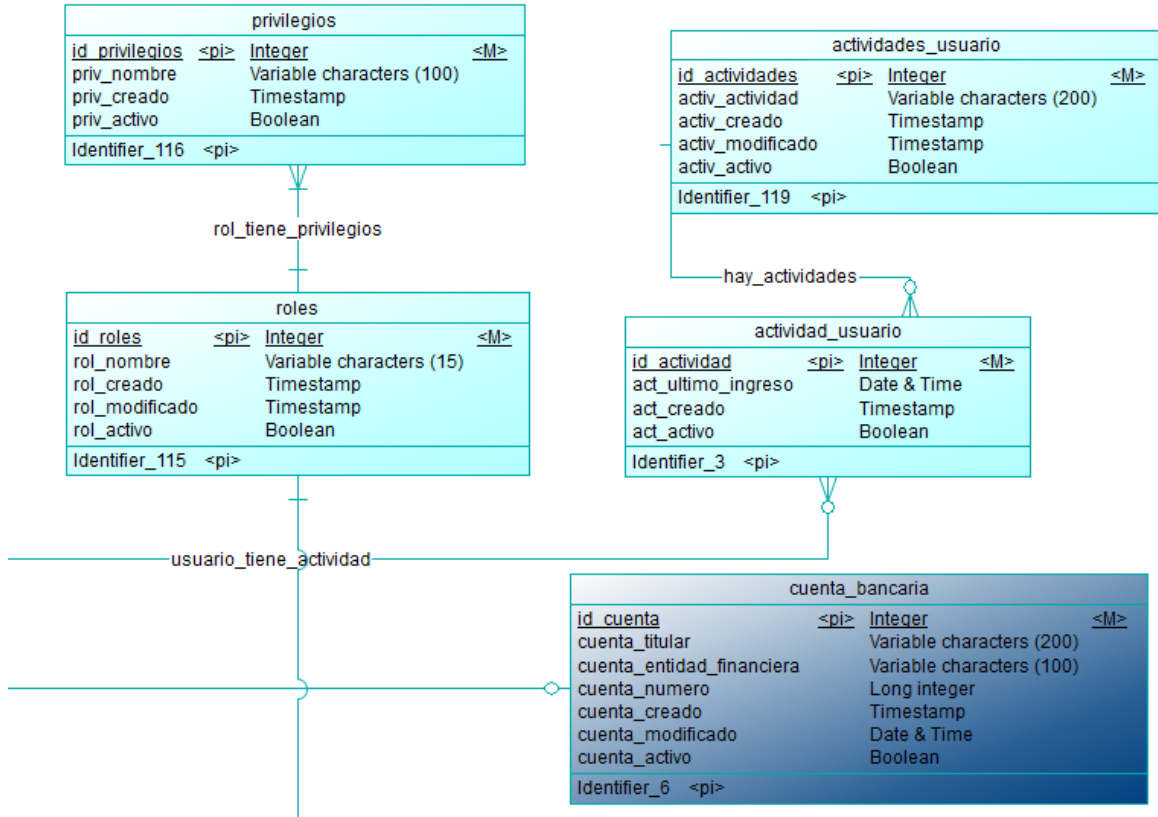 privilegios
id_privilegios <pi> Integer <M>
priv_nombre Variable characters (100)
priv_creado Timestamp
priv_activo Boolean
Identifier_116 <pi>
rol_tiene_privilegios
roles
id_roles <pi> Integer <M>
rol_nombre Variable characters (15)
rol_creado Timestamp
rol_modificado Timestamp
rol_activo Boolean
Identifier_115 <pi>
actividades_usuario
id_actividades <pi> Integer <M>
activ_actividad Variable characters (200)
activ_creado Timestamp
activ_modificado Timestamp
activ_activo Boolean
Identifier_119 <pi>
hay_actividades
actividad_usuario
id_actividad <pi> Integer <M>
act_ultimo_ingreso Date & Time
act_creado Timestamp
act_activo Boolean
Identifier_3 <pi>
usuario_tiene_actividad
cuenta_bancaria
id_cuenta <pi> Integer <M>
cuenta_titular Variable characters (200)
cuenta_entidad_financiera Variable characters (100)
cuenta_numero Long integer
cuenta_creado Timestamp
cuenta_modificado Date & Time
cuenta_activo Boolean
Identifier_6 <pi>